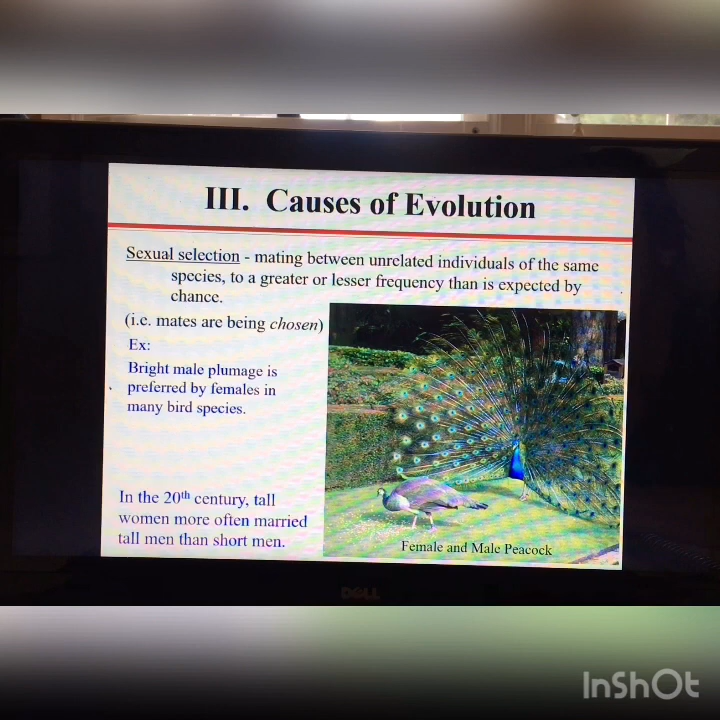 III. Causes of Evolution
Sexual selection - mating between unrelated individuals of the same
species, to a greater or lesser frequency than is expected by
chance.
(i.e. mates are being chosen)
Ex:
Bright male plumage is
preferred by females in
many bird species.
In the 20th century, tall
women more often married
tall men than short men.
Female and Male Peacock
DELL
InShOt